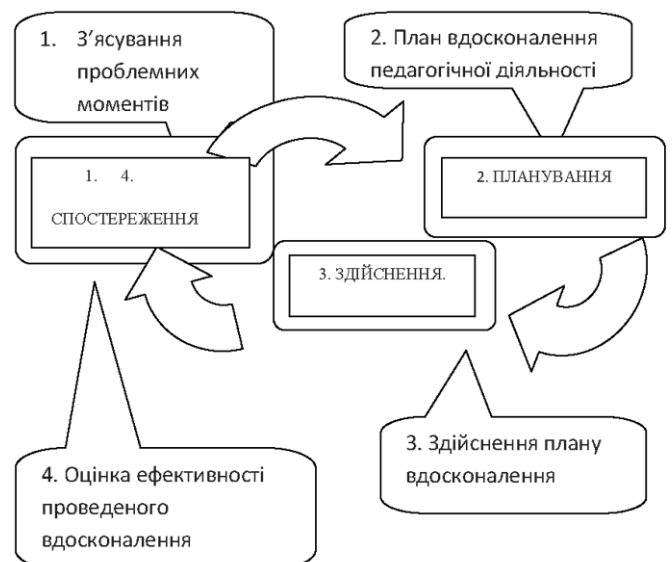 1. З’ясування
проблемних
моментів
2. План вдосконалення
педагогічної діяльності
1. 4.
СПОСТЕРЕЖЕННЯ
2. ПЛАНУВАННЯ
3. ЗДІЙСНЕННЯ.
3. Здійснення плану
вдосконалення
4. Оцінка ефективності
проведеного
вдосконалення